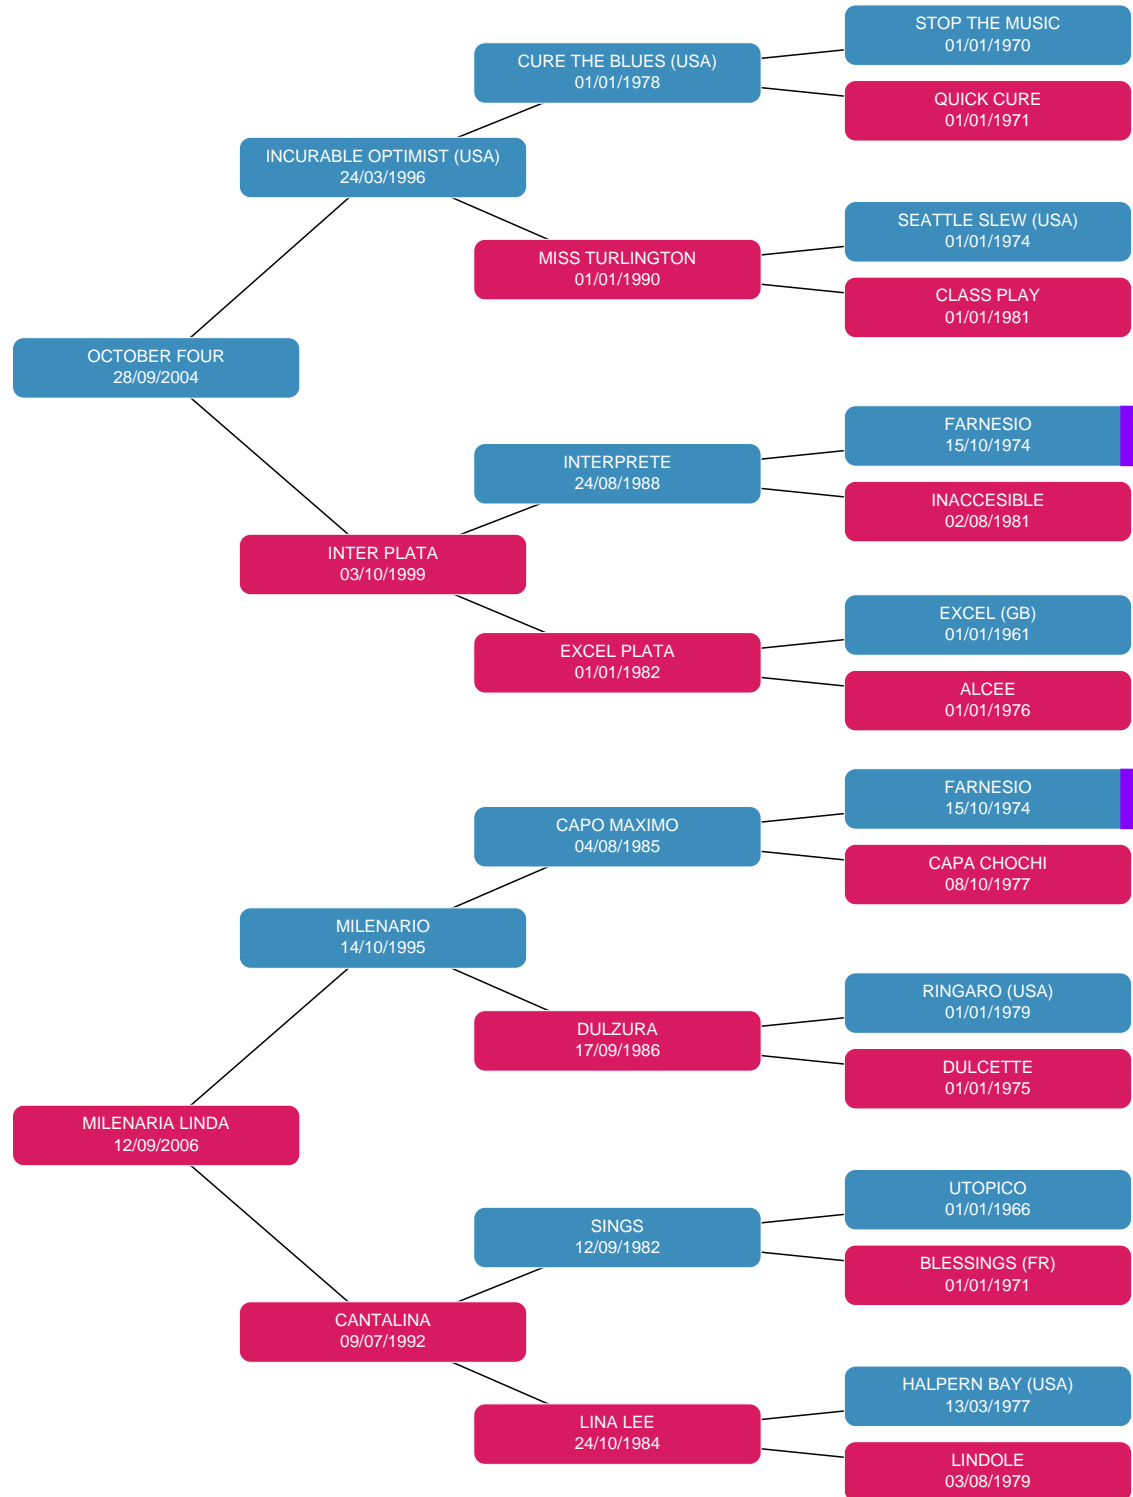 STOP THE MUSIC
01/01/1970
CURE THE BLUES (USA)
01/01/1978
QUICK CURE
01/01/1971
INCURABLE OPTIMIST (USA)
24/03/1996
SEATTLE SLEW (USA)
01/01/1974
MISS TURLINGTON
01/01/1990
CLASS PLAY
01/01/1981
OCTOBER FOUR
28/09/2004
FARNESIO
15/10/1974
INTERPRETE
24/08/1988
INACCESIBLE
02/08/1981
INTER PLATA
03/10/1999
EXCEL (GB)
01/01/1961
EXCEL PLATA
01/01/1982
ALCEE
01/01/1976
FARNESIO
15/10/1974
CAPO MAXIMO
04/08/1985
CAPA CHOCHI
08/10/1977
MILENARIO
14/10/1995
RINGARO (USA)
01/01/1979
DULZURA
17/09/1986
DULCETTE
01/01/1975
MILENARIA LINDA
12/09/2006
UTOPICO
01/01/1966
SINGS
12/09/1982
BLESSINGS (FR)
01/01/1971
CANTALINA
09/07/1992
HALPERN BAY (USA)
13/03/1977
LINA LEE
24/10/1984
LINDOLE
03/08/1979